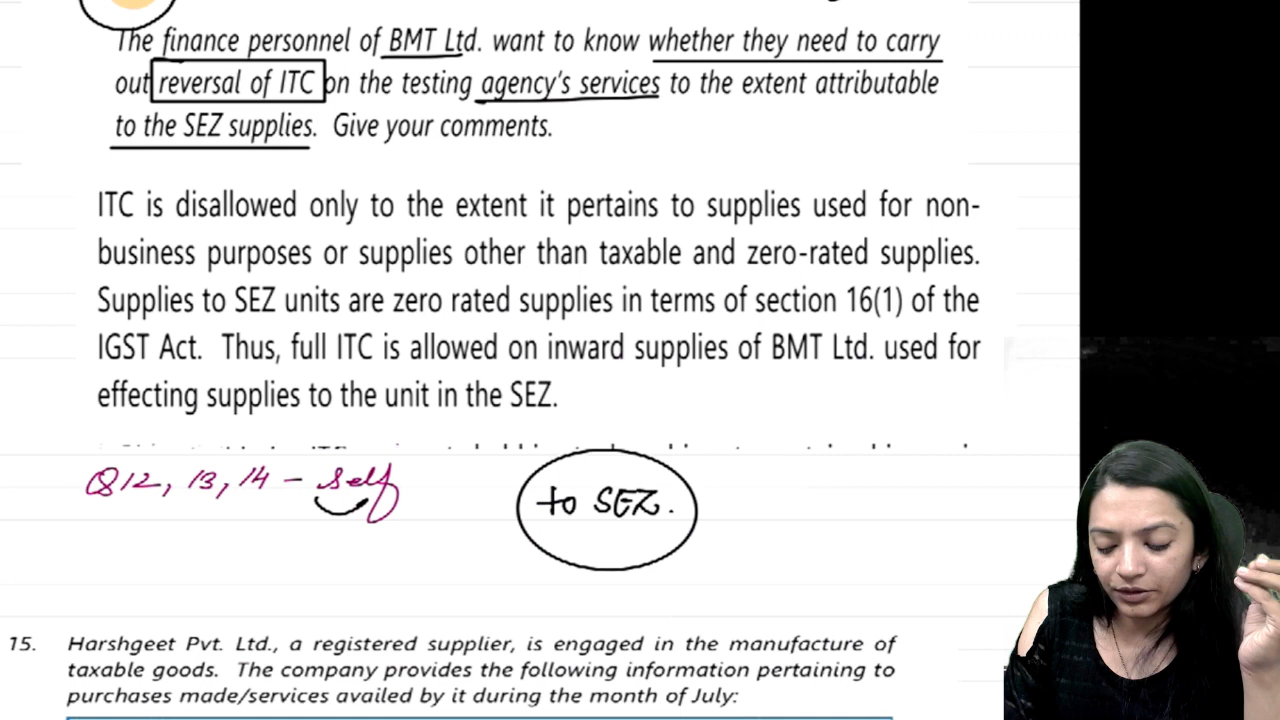 The finance personnel of BMT Ltd. want to know whether they need to carry
out reversal of ITC on the testing agency's services to the extent attributable
to the SEZ supplies. Give your comments.
ITC is disallowed only to the extent it pertains to supplies used for non-
business purposes or supplies other than taxable and zero-rated supplies.
Supplies to SEZ units are zero rated supplies in terms of section 16(1) of the
IGST Act. Thus, full ITC is allowed on inward supplies of BMT Ltd. used for
effecting supplies to the unit in the SEZ.
Q12, 13, 14 - Self
to SEZ.
15. Harshgeet Pvt. Ltd., a registered supplier, is engaged in the manufacture of
taxable goods. The company provides the following information pertaining to
purchases made/services availed by it during the month of July: